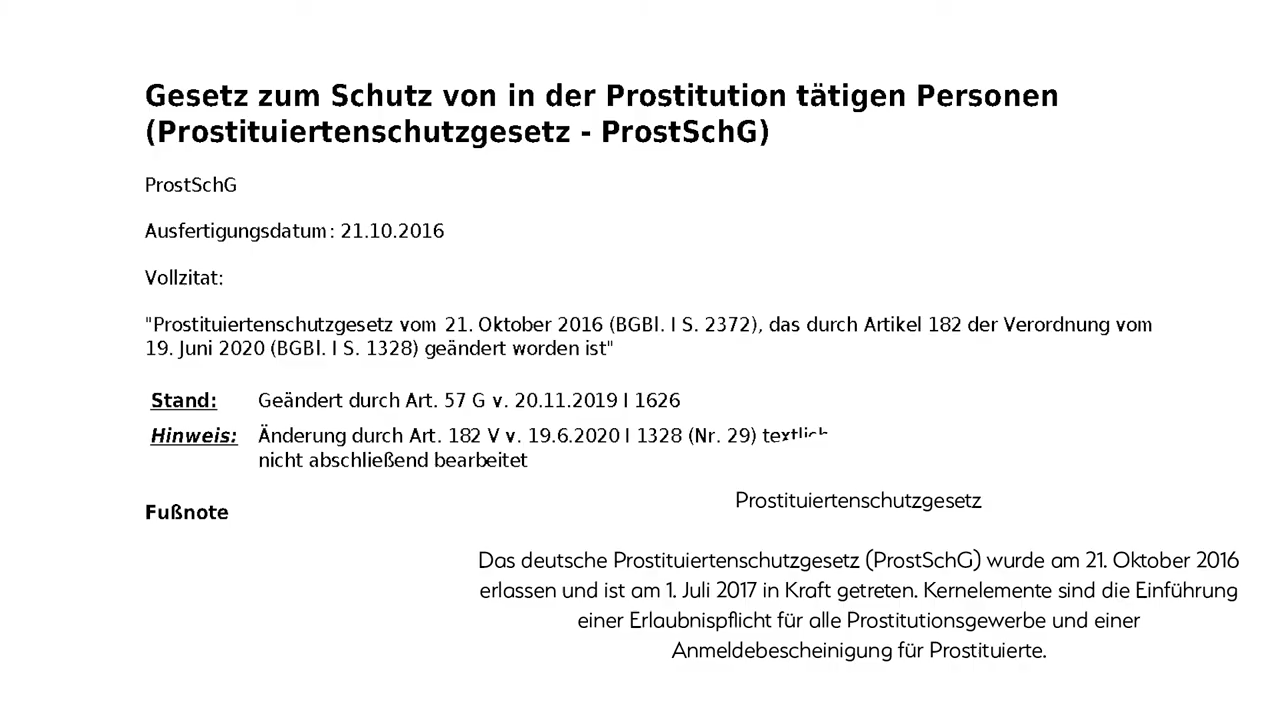 Gesetz zum Schutz von in der Prostitution tätigen Personen
(Prostituiertenschutzgesetz - ProstSchG)
ProstSchG
Ausfertigungsdatum: 21.10.2016
Vollzitat:
"Prostituiertenschutzgesetz vom 21. Oktober 2016 (BGBl. I S. 2372), das durch Artikel 182 der Verordnung vom
19. Juni 2020 (BGBl. I S. 1328) geändert worden ist"
Stand: Geändert durch Art. 57 G v. 20.11.2019 I 1626
Hinweis: Änderung durch Art. 182 V v. 19.6.2020 I 1328 (Nr. 29) textlich
nicht abschließend bearbeitet
Fußnote
Prostituiertenschutzgesetz
Das deutsche Prostituiertenschutzgesetz (ProstSchG) wurde am 21. Oktober 2016
erlassen und ist am 1. Juli 2017 in Kraft getreten. Kernelemente sind die Einführung
einer Erlaubnispflicht für alle Prostitutionsgewerbe und einer
Anmeldebescheinigung für Prostituierte.